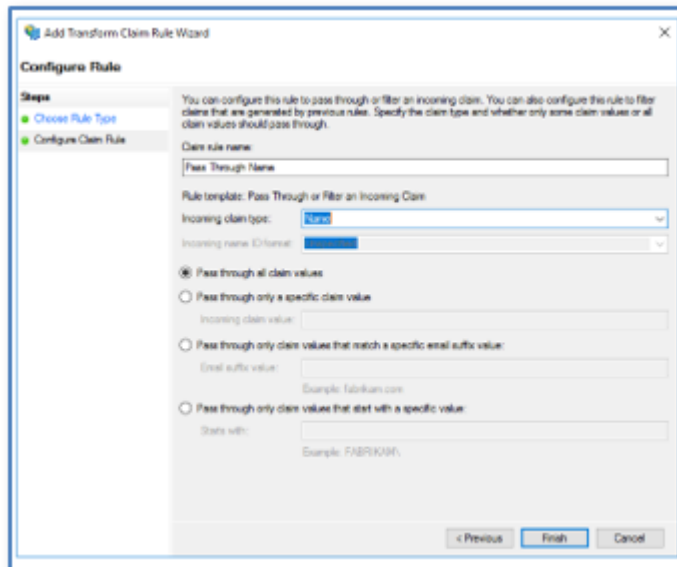 Add Transform Claim Rule Wizard
Configure Rule
Steps
Choose Rule Type
Configure Claim Rule
You can configure this rule to pass through or filter an incoming claim. You can also configure this rule to filter
claims that are generated by previous rules. Specify the claim type and whether only some claim values or all
claim values should pass through.
Claim rule name:
Pass Through Name
Rule template: Pass Through or Filter an Incoming Claim
Incoming claim type:
Name
Incoming name ID format:
Pass through all claim values
Pass through only a specific claim value
Incoming claim value:
Pass through only claim values that match a specific email suffix value:
Email suffix value:
Example: fabrikam.com
Pass through only claim values that start with a specific value:
Starts with:
Example: FABRIKAM\
< Previous
Finish
Cancel